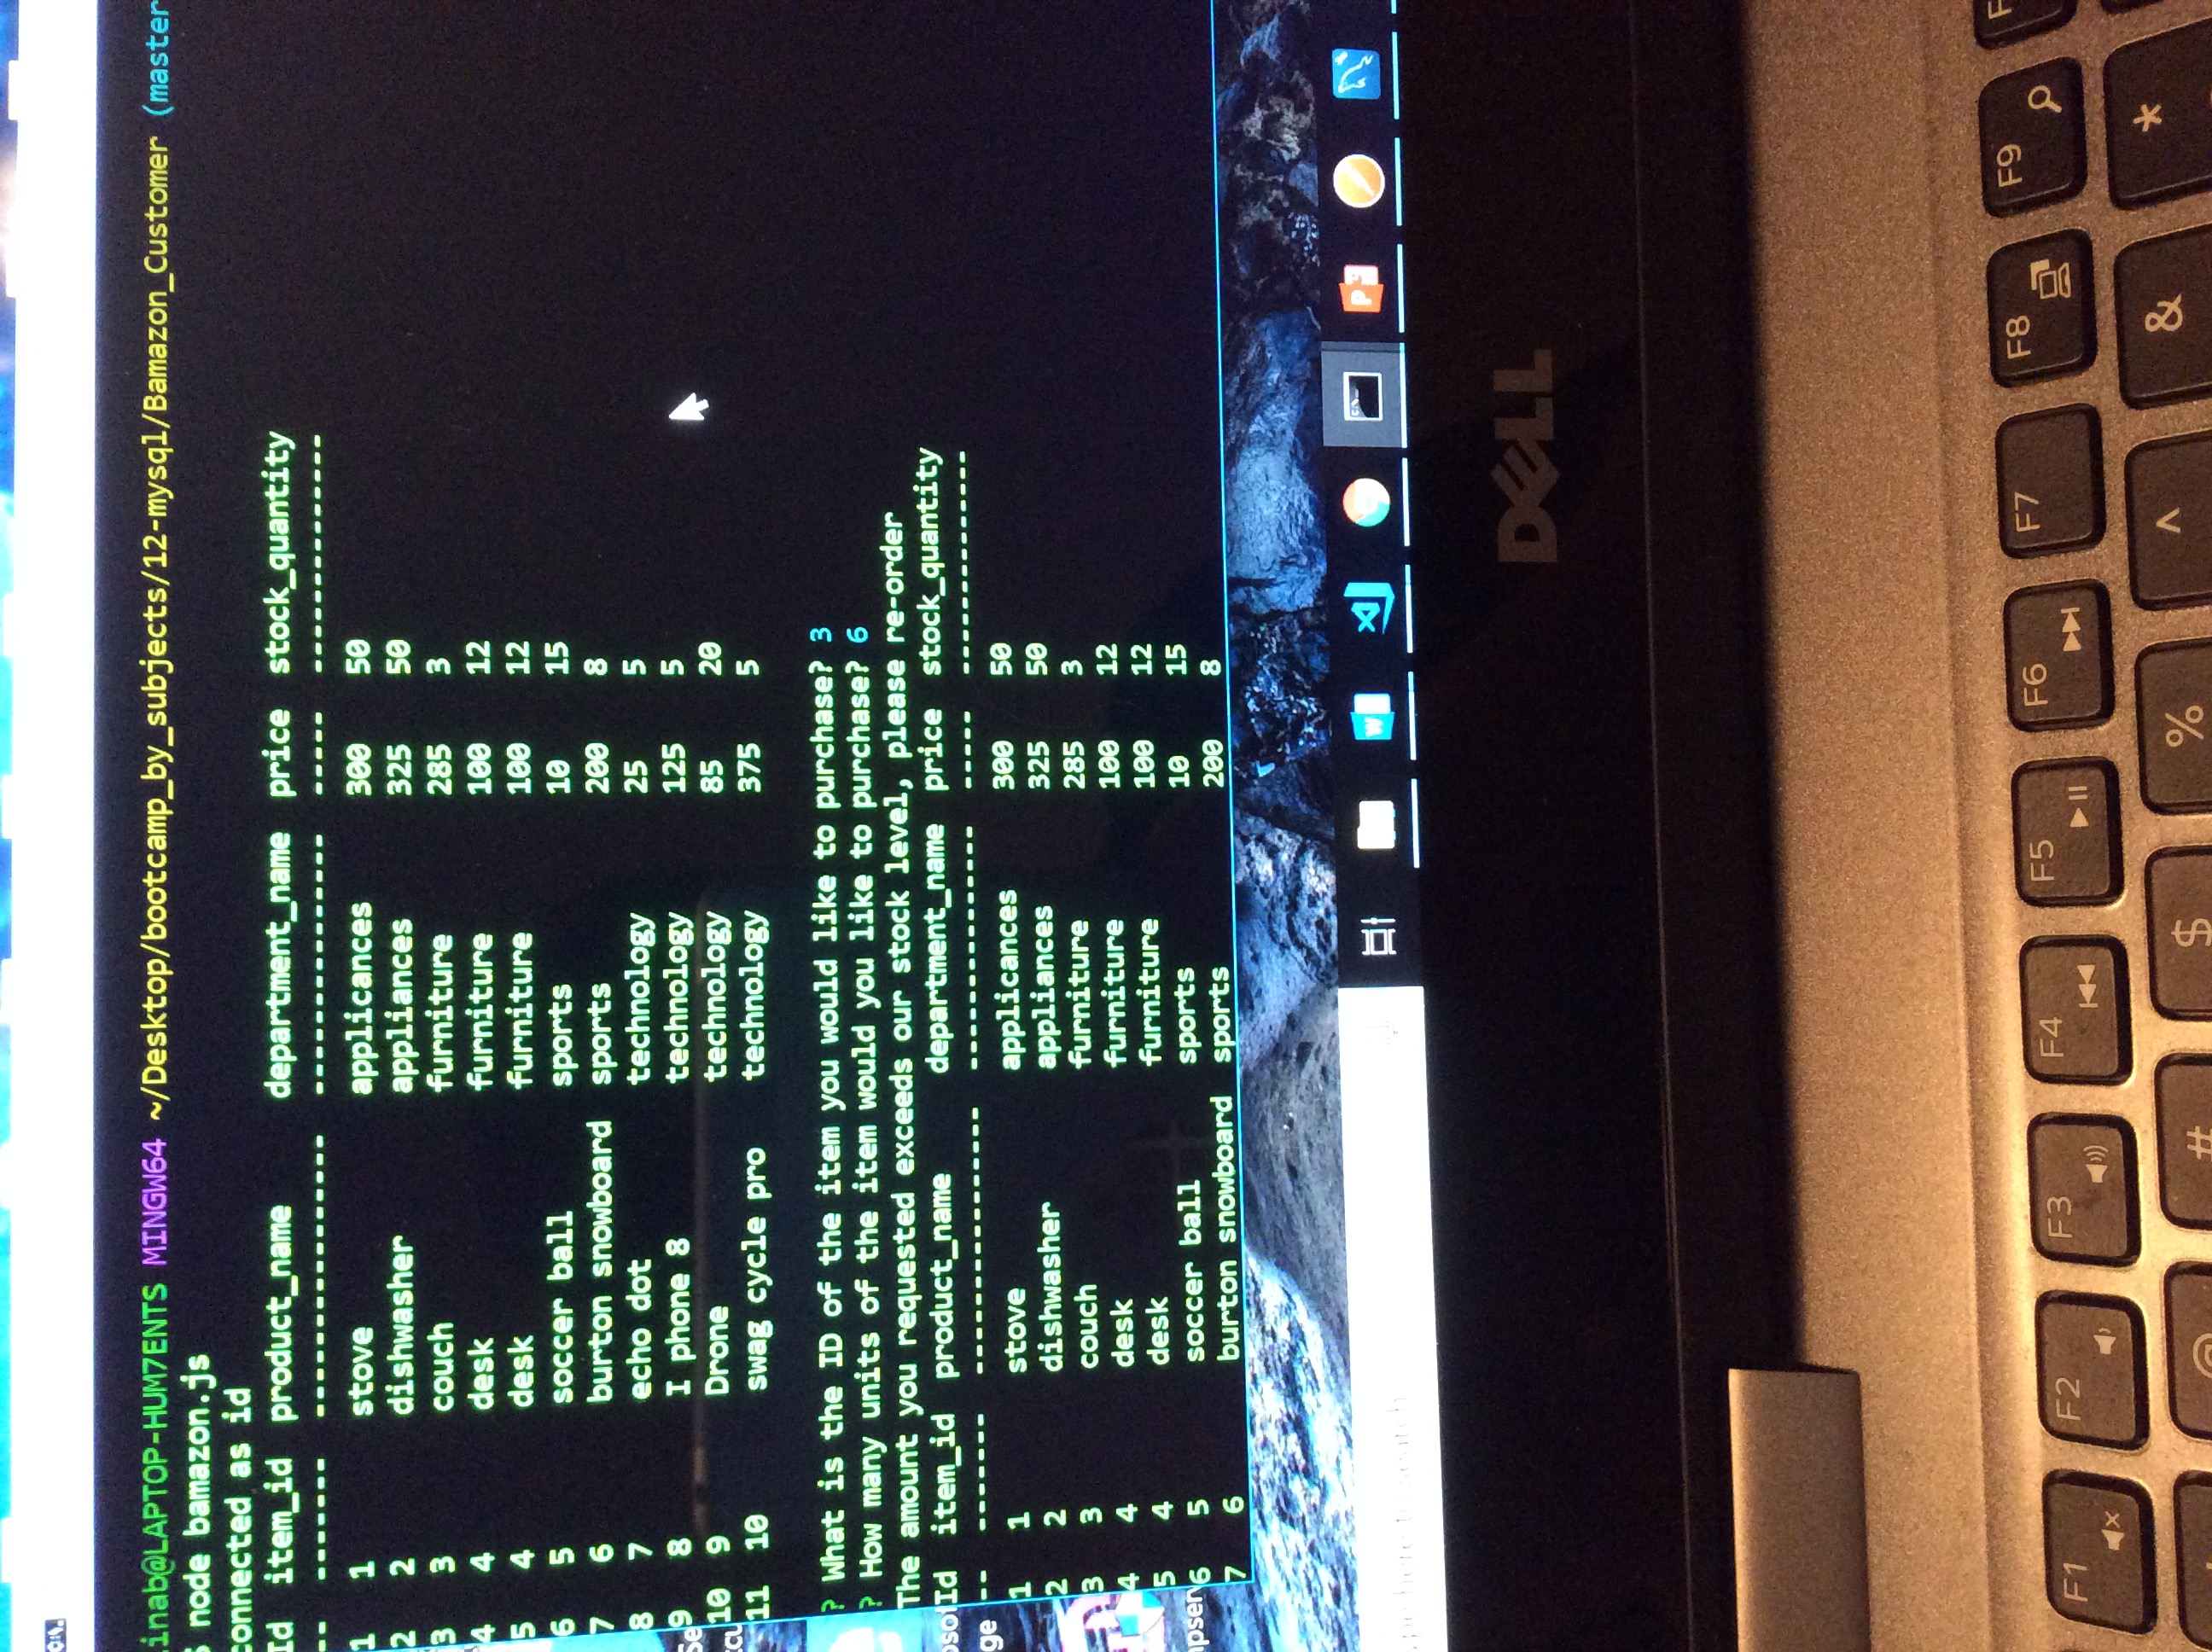 inab@LAPTOP-HUM7ENTS MINGW64 ~/Desktop/bootcamp_by_subjects/12-mysql/Bamazon_Customer (master
$ node bamazon.js
connected as id
Id item_id product_name department_name price stock_quantity
-- ------- ---------------- --------------- ----- --------------
1 1 stove applicances 300 50
2 2 dishwasher appliances 325 50
3 3 couch furniture 285 3
4 4 desk furniture 100 12
5 4 desk furniture 100 12
6 5 soccer ball sports 10 15
7 6 burton snowboard sports 200 8
8 7 echo dot technology 25 5
9 8 I phone 8 technology 125 5
10 9 Drone technology 85 20
11 10 swag cycle pro technology 375 5
? What is the ID of the item you would like to purchase? 3
? How many units of the item would you like to purchase? 6
The amount you requested exceeds our stock level, please re-order
Id item_id product_name department_name price stock_quantity
-- ------- ---------------- --------------- ----- --------------
1 1 stove applicances 300 50
2 2 dishwasher appliances 325 50
3 3 couch furniture 285 3
4 4 desk furniture 100 12
5 4 desk furniture 100 12
6 5 soccer ball sports 10 15
7 6 burton snowboard sports 200 8
ype here to search
DELL
F1 F2 F3 F4 F5 F6 F7 F8 F9 F
@ # $ % ^ & *